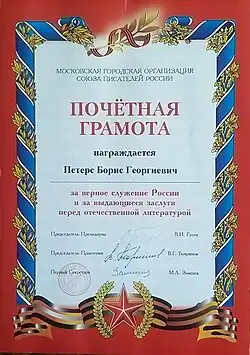 МОСКОВСКАЯ ГОРОДСКАЯ ОРГАНИЗАЦИЯ
СОЮЗА ПИСАТЕЛЕЙ РОССИИ
ПОЧЁТНАЯ
ГРАМОТА
награждается
Петерс Борис Георгиевич
за верное служение России
и за выдающиеся заслуги
перед отечественной литературой
Председатель Президиума В.И. Гусев
Председатель Правления В.Г. Бояринов
Первый Секретарь М.А. Замшев